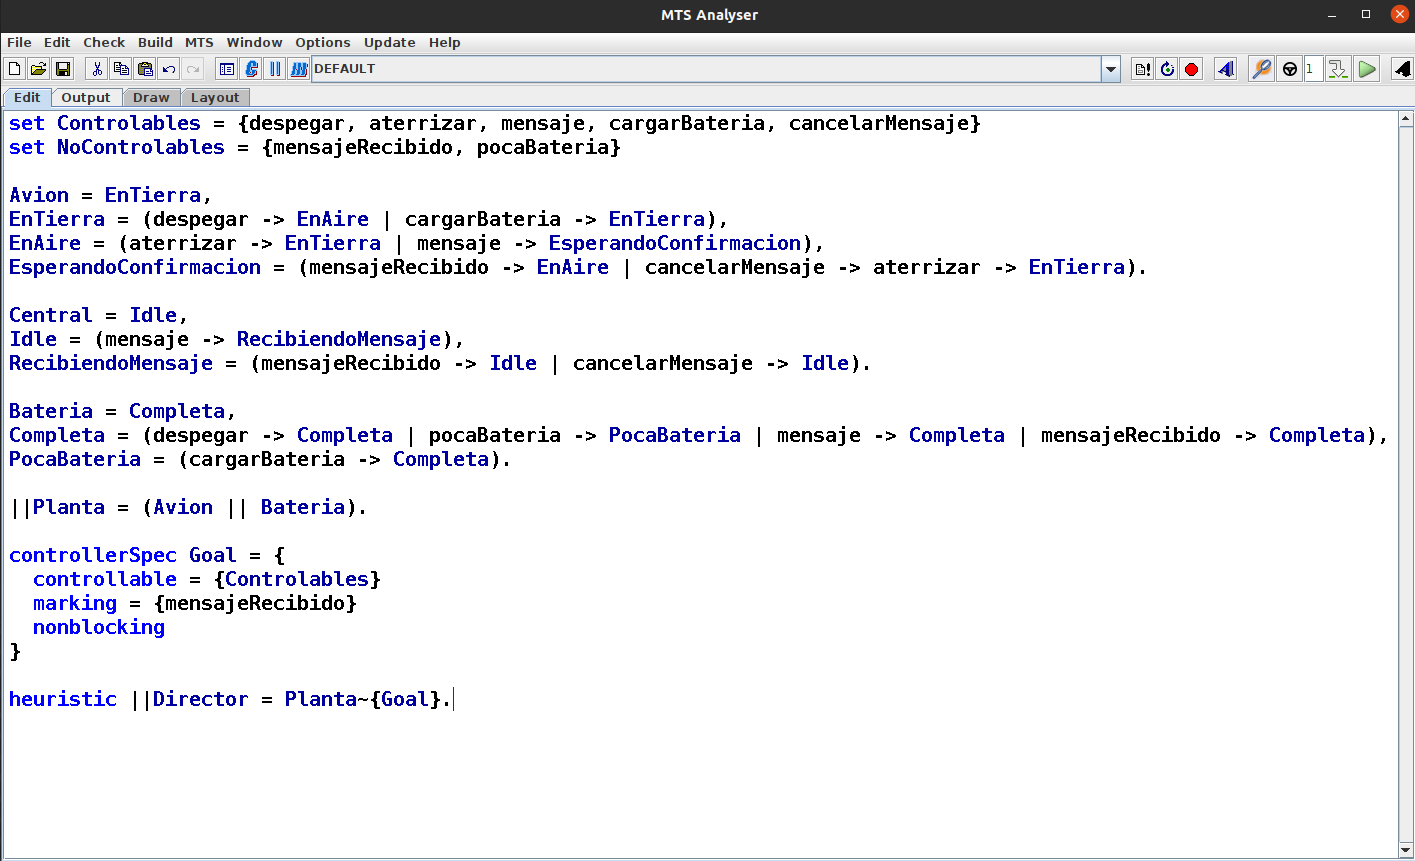 MTS Analyser
File Edit Check Build MTS Window Options Update Help
DEFAULT
1
Edit Output Draw Layout
set Controlables = {despegar, aterrizar, mensaje, cargarBateria, cancelarMensaje}
set NoControlables = {mensajeRecibido, pocaBateria}
Avion = EnTierra,
EnTierra = (despegar -> EnAire | cargarBateria -> EnTierra),
EnAire = (aterrizar -> EnTierra | mensaje -> EsperandoConfirmacion),
EsperandoConfirmacion = (mensajeRecibido -> EnAire | cancelarMensaje -> aterrizar -> EnTierra).
Central = Idle,
Idle = (mensaje -> RecibiendoMensaje),
RecibiendoMensaje = (mensajeRecibido -> Idle | cancelarMensaje -> Idle).
Bateria = Completa,
Completa = (despegar -> Completa | pocaBateria -> PocaBateria | mensaje -> Completa | mensajeRecibido -> Completa),
PocaBateria = (cargarBateria -> Completa).
||Planta = (Avion || Bateria).
controllerSpec Goal = {
controllable = {Controlables}
marking = {mensajeRecibido}
nonblocking
}
heuristic ||Director = Planta~{Goal}.